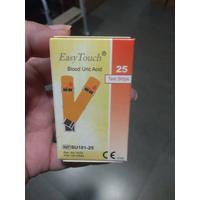 EasyTouch®
Blood Uric Acid
25
Test Strips
REF SU101-25
CE